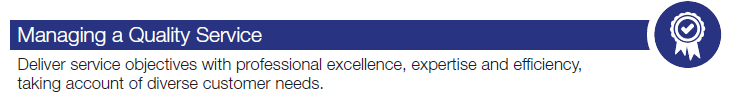 Managing a Quality Service
Deliver service objectives with professional excellence, expertise and efficiency,
taking account of diverse customer needs.